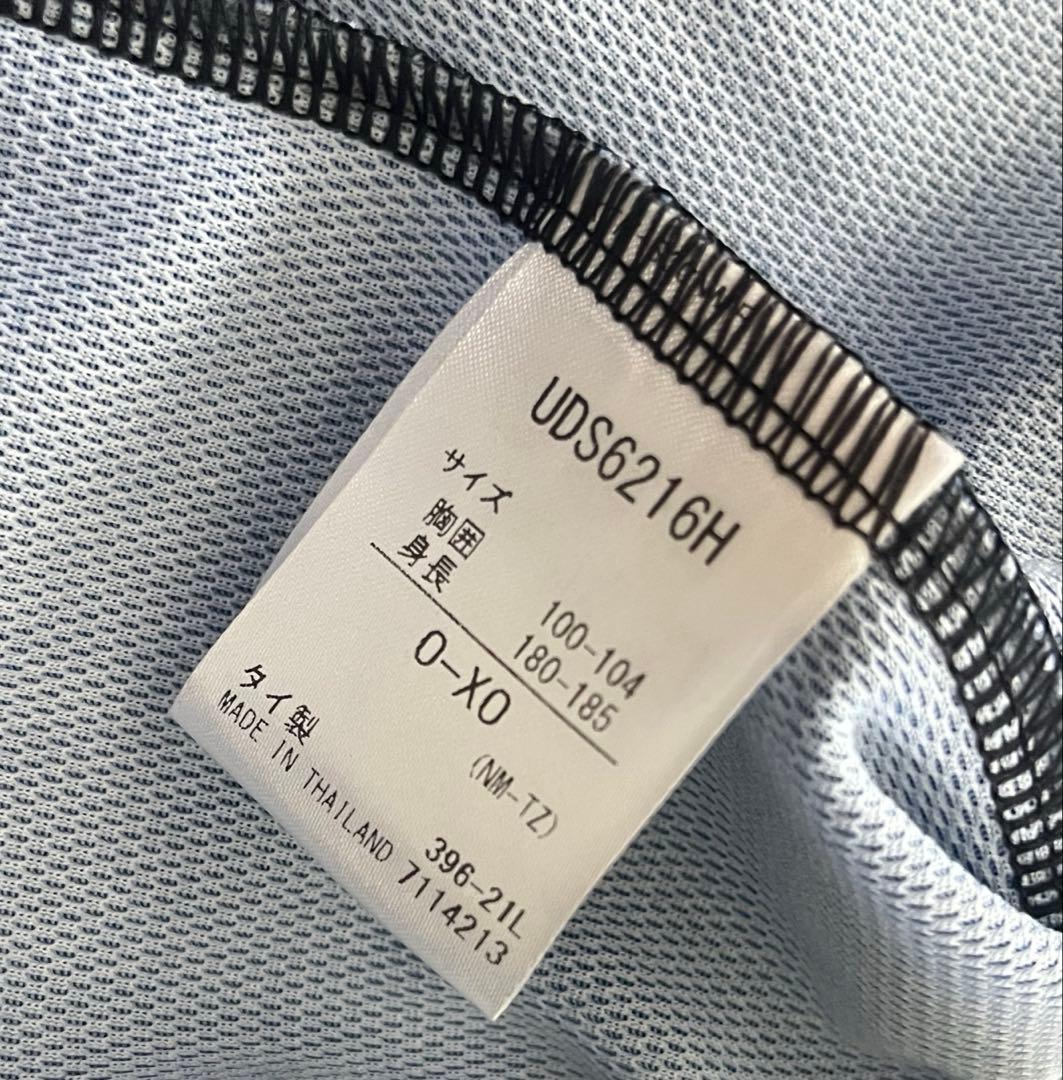 UDS6216H
サイズ
胸囲 100-104
身長 180-185
O-XO
(NM-TZ)
タイ製 396-21L
MADE IN THAILAND 7114213